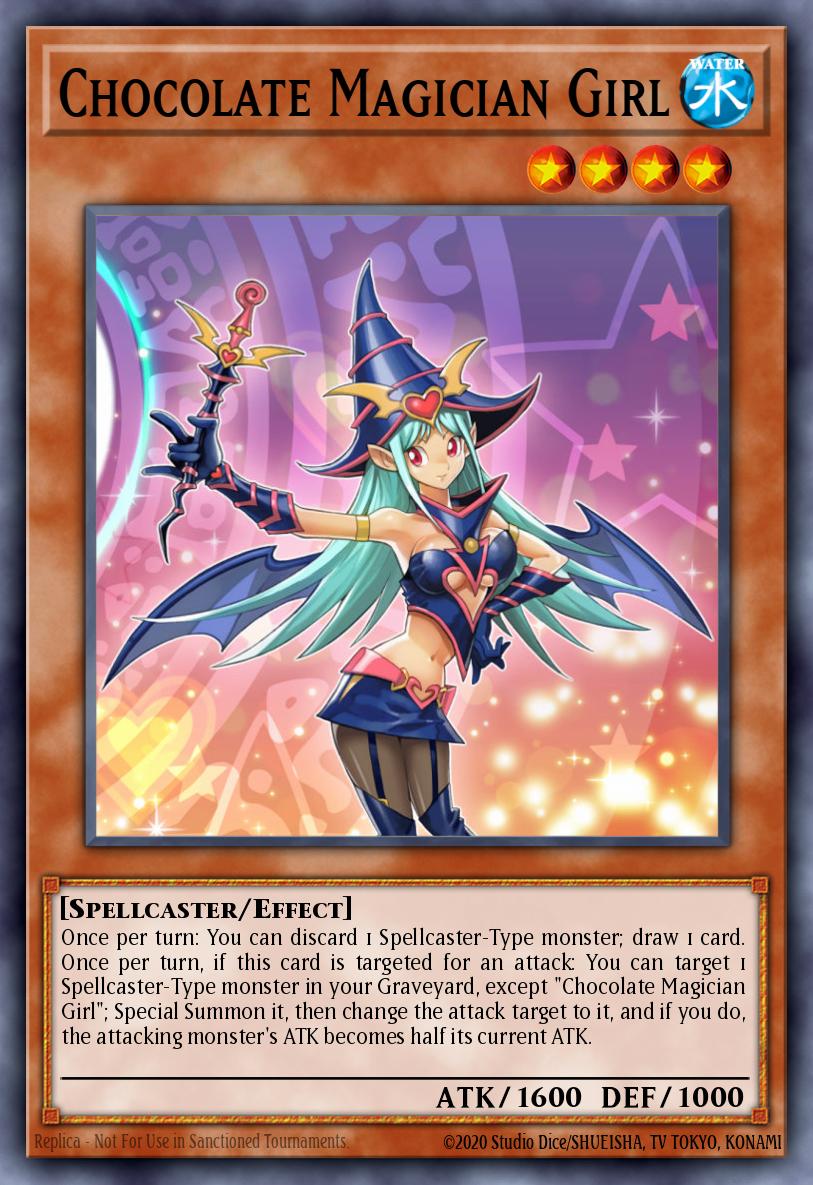 Chocolate Magician Girl
WATER
水
[Spellcaster/Effect]
Once per turn: You can discard 1 Spellcaster-Type monster; draw 1 card.
Once per turn, if this card is targeted for an attack: You can target 1
Spellcaster-Type monster in your Graveyard, except "Chocolate Magician
Girl"; Special Summon it, then change the attack target to it, and if you do,
the attacking monster's ATK becomes half its current ATK.
ATK/1600 DEF/1000
Replica - Not For Use in Sanctioned Tournaments. ©2020 Studio Dice/SHUEISHA, TV TOKYO, KONAMI